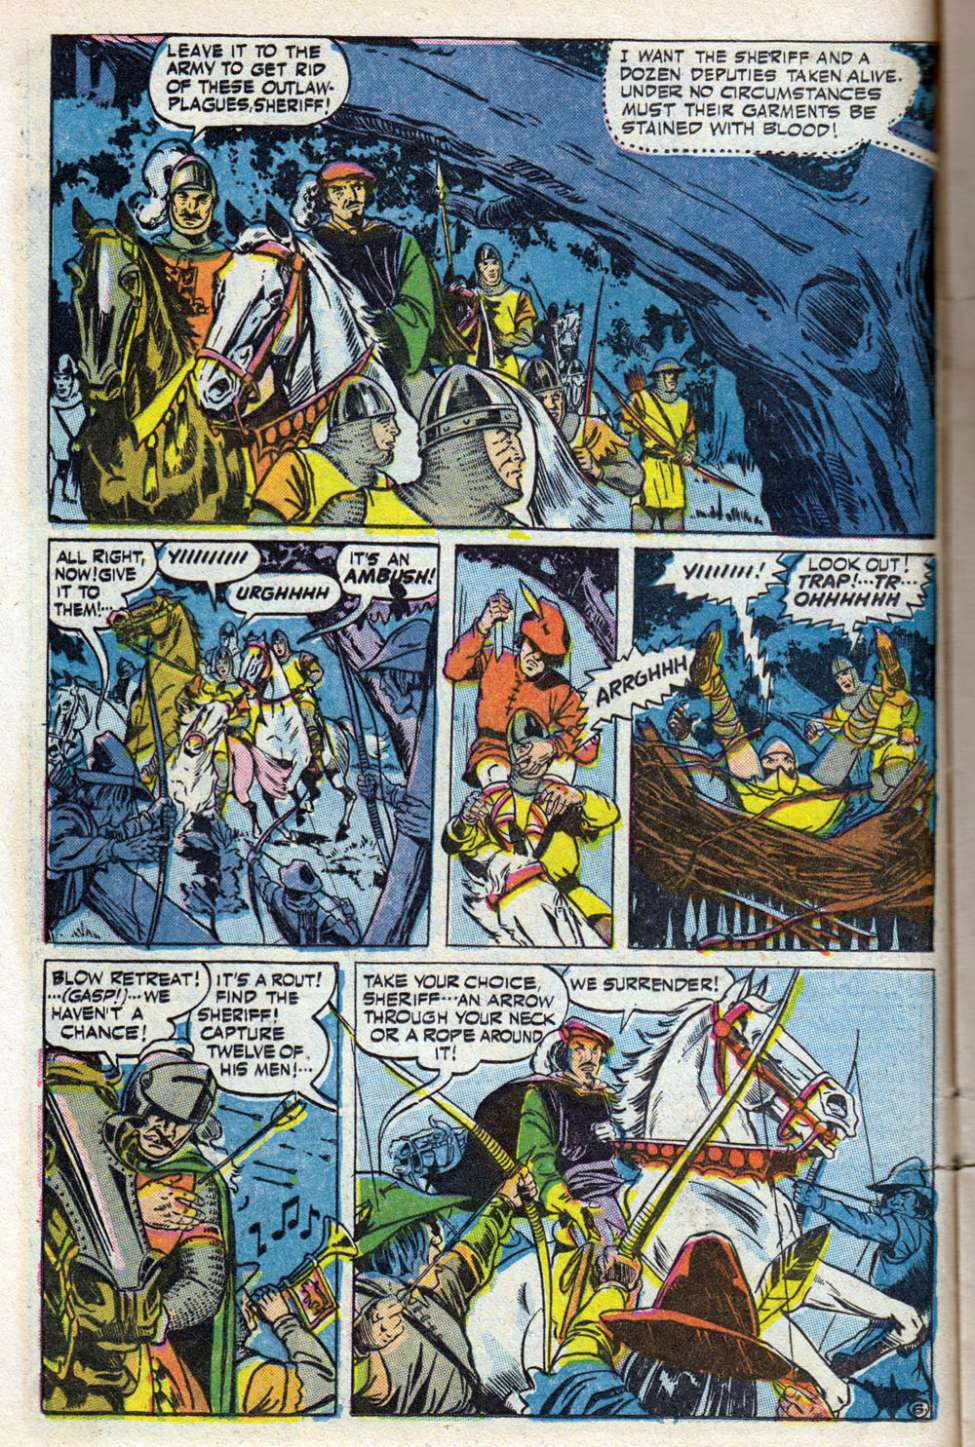 LEAVE IT TO THE
ARMY TO GET RID
OF THESE OUTLAW-
PLAGUES, SHERIFF!
I WANT THE SHERIFF AND A
DOZEN DEPUTIES TAKEN ALIVE.
UNDER NO CIRCUMSTANCES
MUST THEIR GARMENTS BE
STAINED WITH BLOOD!
ALL RIGHT,
NOW! GIVE
IT TO
THEM!...
YIIIIIIIII
URGHHHH
IT'S AN
AMBUSH!
ARRGHHH
YIIIIIII!
LOOK OUT!
TRAP!...TR...
OHHHHHHH
BLOW RETREAT!
...(GASP!)...WE
HAVEN'T A
CHANCE!
IT'S A ROUT!
FIND THE
SHERIFF!
CAPTURE
TWELVE OF
HIS MEN!...
TAKE YOUR CHOICE,
SHERIFF...AN ARROW
THROUGH YOUR NECK
OR A ROPE AROUND
IT!
WE SURRENDER!
6